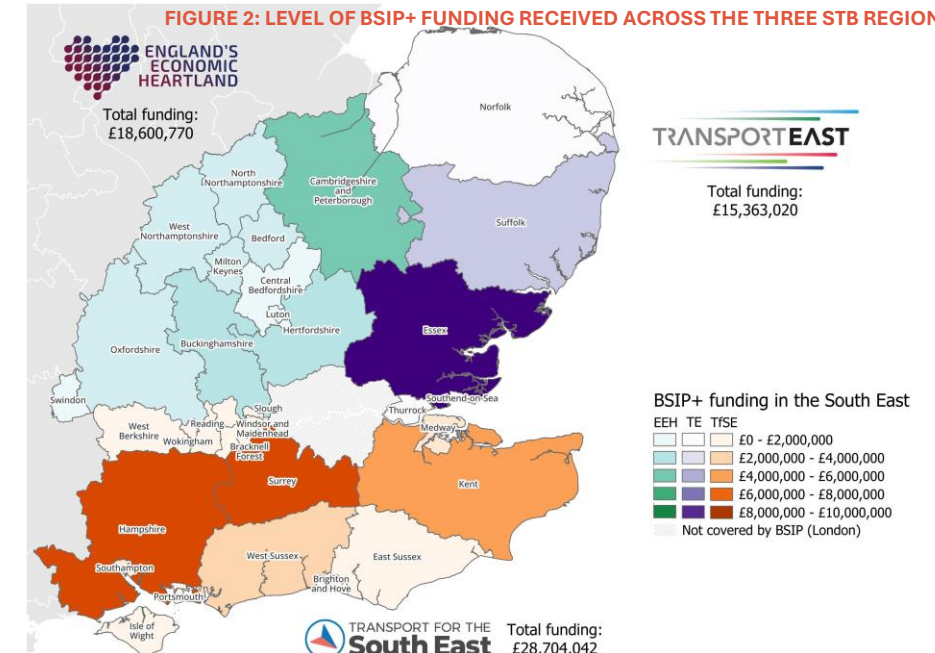 FIGURE 2: LEVEL OF BSIP+ FUNDING RECEIVED ACROSS THE THREE STB REGION
ENGLAND'S
ECONOMIC
HEARTLAND
Total funding:
£18,600,770
TRANSPORTEAST
Total funding:
£15,363,020
Norfolk
North
Northamptonshire
Cambridgeshire
and
Peterborough
Suffolk
West
Northamptonshire
Bedford
Milton
Keynes
Central
Bedfordshire
Luton
Hertfordshire
Essex
Oxfordshire
Buckinghamshire
Swindon
Southend-on-Sea
Thurrock
Slough
Reading
Windsor and
Maidenhead
West
Berkshire
Wokingham
Bracknell
Forest
Medway
Surrey
Kent
Hampshire
West Sussex
East Sussex
Southampton
Brighton
and Hove
Portsmouth
Isle of
Wight
BSIP+ funding in the South East
EEH TE TfSE
£0 - £2,000,000
£2,000,000 - £4,000,000
£4,000,000 - £6,000,000
£6,000,000 - £8,000,000
£8,000,000 - £10,000,000
Not covered by BSIP (London)
TRANSPORT FOR THE
South East
Total funding:
£28,704,042